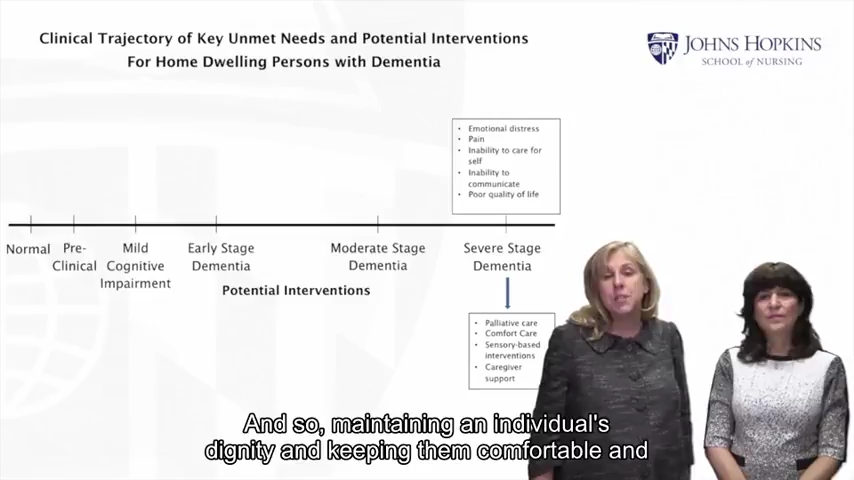 Clinical Trajectory of Key Unmet Needs and Potential Interventions
For Home Dwelling Persons with Dementia
JOHNS HOPKINS
SCHOOL of NURSING
• Emotional distress
• Pain
• Inability to care for
self
• Inability to
communicate
• Poor quality of life
Normal
Pre-
Clinical
Mild
Cognitive
Impairment
Early Stage
Dementia
Moderate Stage
Dementia
Severe Stage
Dementia
Potential Interventions
• Palliative care
• Comfort Care
• Sensory-based
interventions
• Caregiver
support
And so, maintaining an individual's
dignity and keeping them comfortable and